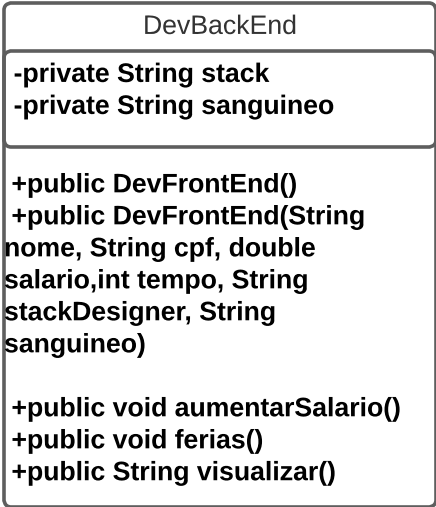 DevBackEnd
-private String stack
-private String sanguineo
+public DevFrontEnd()
+public DevFrontEnd(String
nome, String cpf, double
salario,int tempo, String
stackDesigner, String
sanguineo)
+public void aumentarSalario()
+public void ferias()
+public String visualizar()